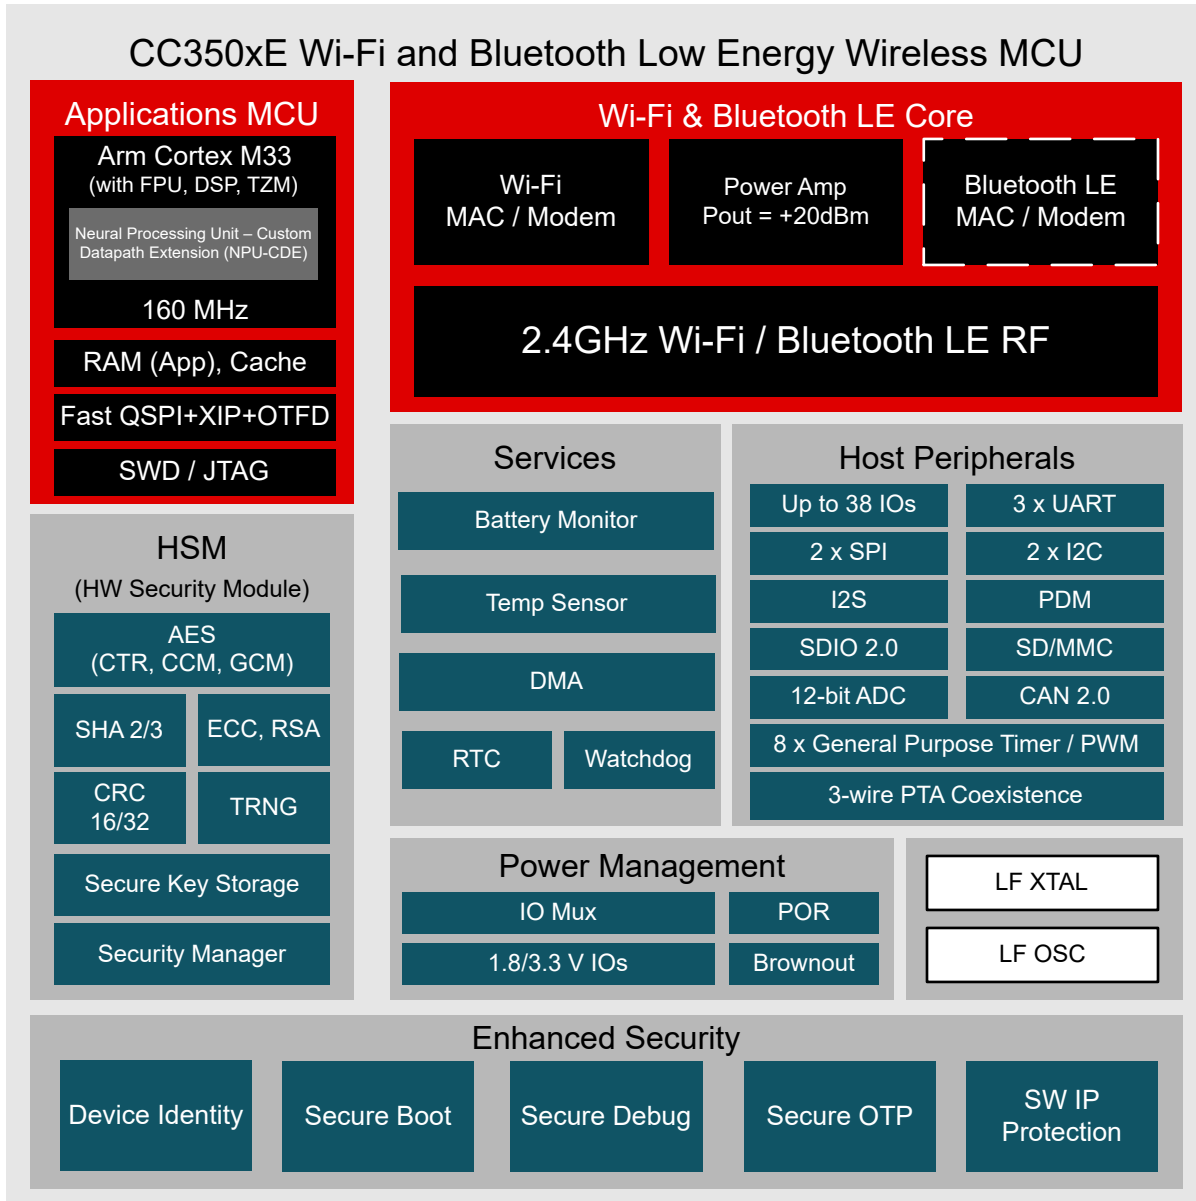 CC350xE Wi-Fi and Bluetooth Low Energy Wireless MCU
Applications MCU
Arm Cortex M33
(with FPU, DSP, TZM)
Neural Processing Unit – Custom
Datapath Extension (NPU-CDE)
160 MHz
RAM (App), Cache
Fast QSPI+XIP+OTFD
SWD / JTAG
Wi-Fi & Bluetooth LE Core
Wi-Fi
MAC / Modem
Power Amp
Pout = +20dBm
Bluetooth LE
MAC / Modem
2.4GHz Wi-Fi / Bluetooth LE RF
HSM
(HW Security Module)
AES
(CTR, CCM, GCM)
SHA 2/3
ECC, RSA
CRC
16/32
TRNG
Secure Key Storage
Security Manager
Services
Battery Monitor
Temp Sensor
DMA
RTC
Watchdog
Host Peripherals
Up to 38 IOs
3 x UART
2 x SPI
2 x I2C
I2S
PDM
SDIO 2.0
SD/MMC
12-bit ADC
CAN 2.0
8 x General Purpose Timer / PWM
3-wire PTA Coexistence
Power Management
IO Mux
POR
1.8/3.3 V IOs
Brownout
LF XTAL
LF OSC
Enhanced Security
Device Identity
Secure Boot
Secure Debug
Secure OTP
SW IP
Protection